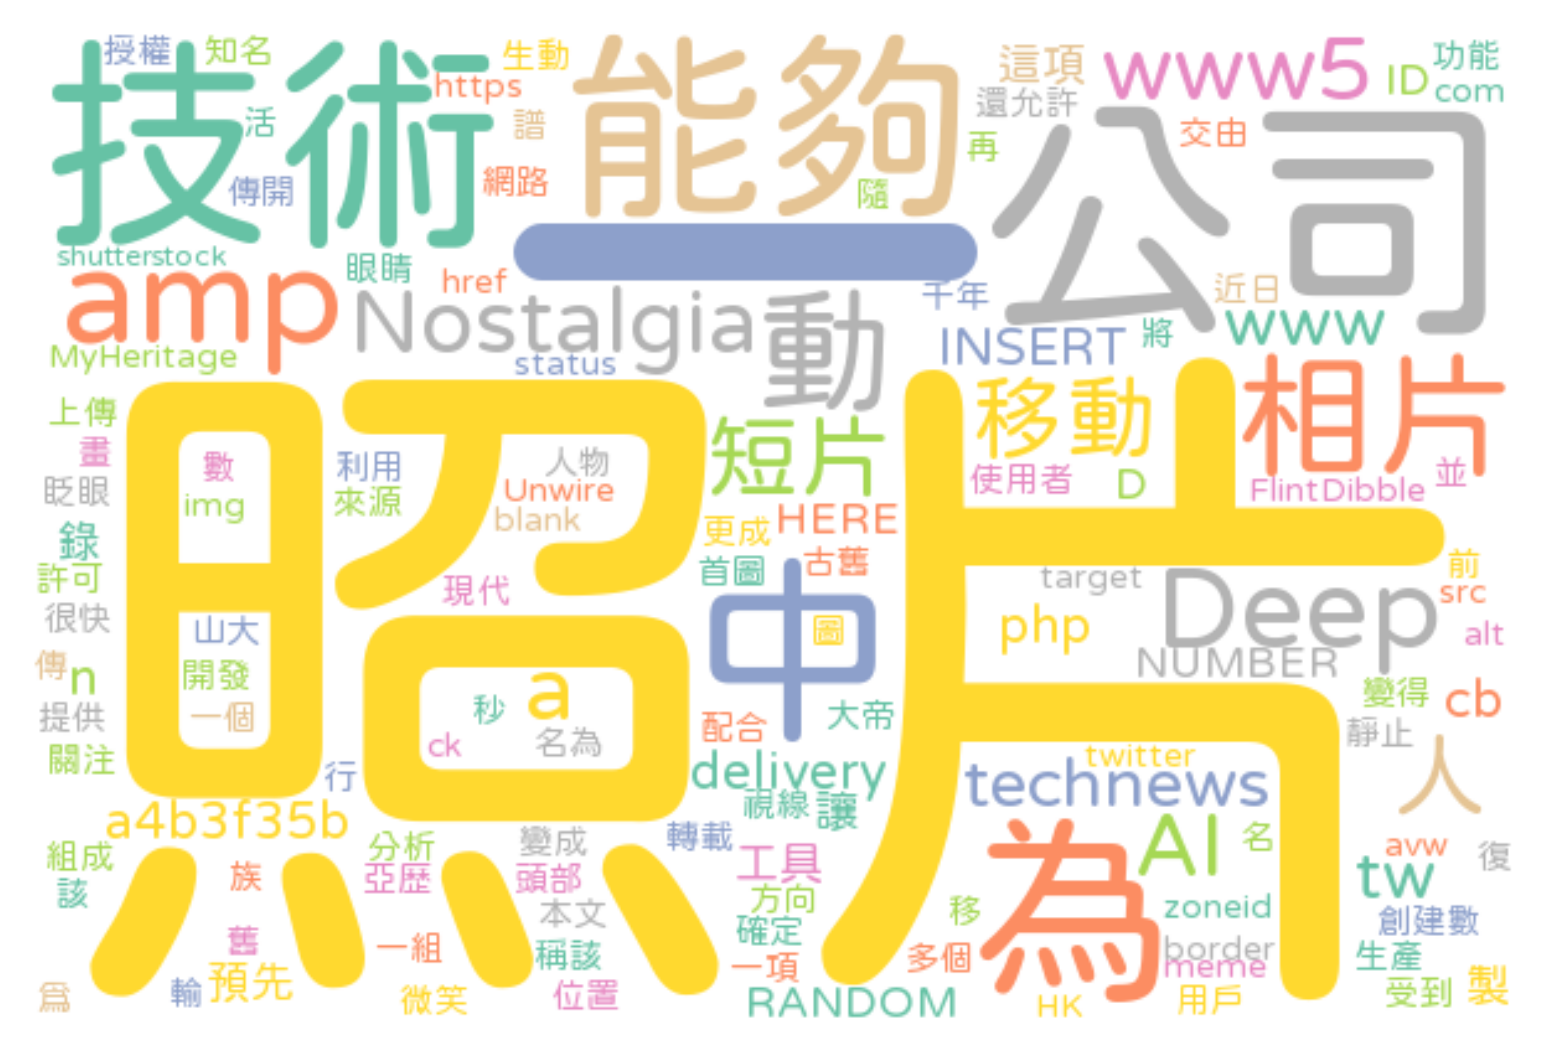 授權 知名 生動 這項 www5 ID 功能
技術 https 能夠 還允許 com
活 譜 再 交由 公司
傳開 網路 隨
shutterstock 眼睛 href 一 千年 近日
amp Nostalgia 動 INSERT 將 www
MyHeritage status 移動 相片
上傳 照片 短片
畫 數 利用 人物 使用者 D FlintDibble 並
眨眼 img 來源 Unwire blank HERE
錄 更成 古舊 前
許可 現代 首圖 target Deep src
很快 山大 中 圖 php alt
傳 n 開發 NUMBER
提供 一個 秒 a 配合 大帝 變得 cb
關注 ck 名為 靜止
行 delivery twitter technews 人
a4b3f35b 視線 讓
組成 分析 變成 轉載 工具 為 AI 名 avw 復
該 族 亞歷 頭部 方向 tw
本文 確定 移 zoneid 創建數
舊 一組 稱該 一項 多個 border 生產
為 輸 預先 微笑 位置 meme 受到 製
RANDOM HK 用戶